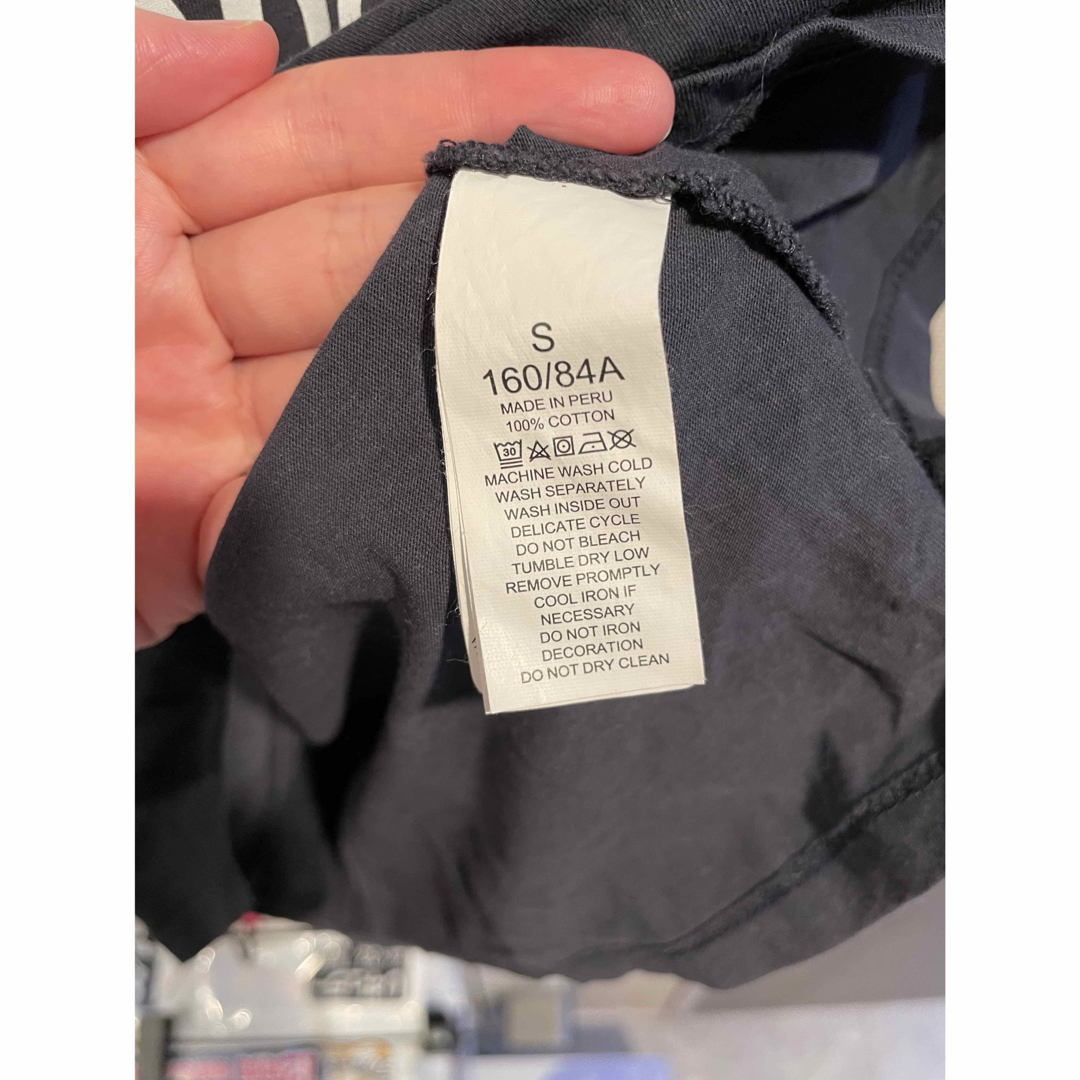 S
160/84A
MADE IN PERU
100% COTTON
30
MACHINE WASH COLD
WASH SEPARATELY
WASH INSIDE OUT
DELICATE CYCLE
DO NOT BLEACH
TUMBLE DRY LOW
REMOVE PROMPTLY
COOL IRON IF
NECESSARY
DO NOT IRON
DECORATION
DO NOT DRY CLEAN